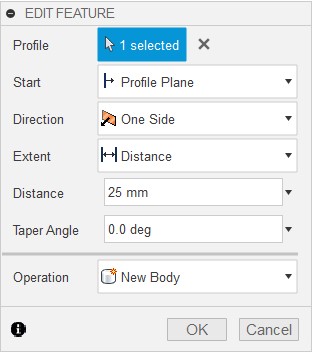 EDIT FEATURE
Profile 1 selected
Start Profile Plane
Direction One Side
Extent Distance
Distance 25 mm
Taper Angle 0.0 deg
Operation New Body
OK Cancel